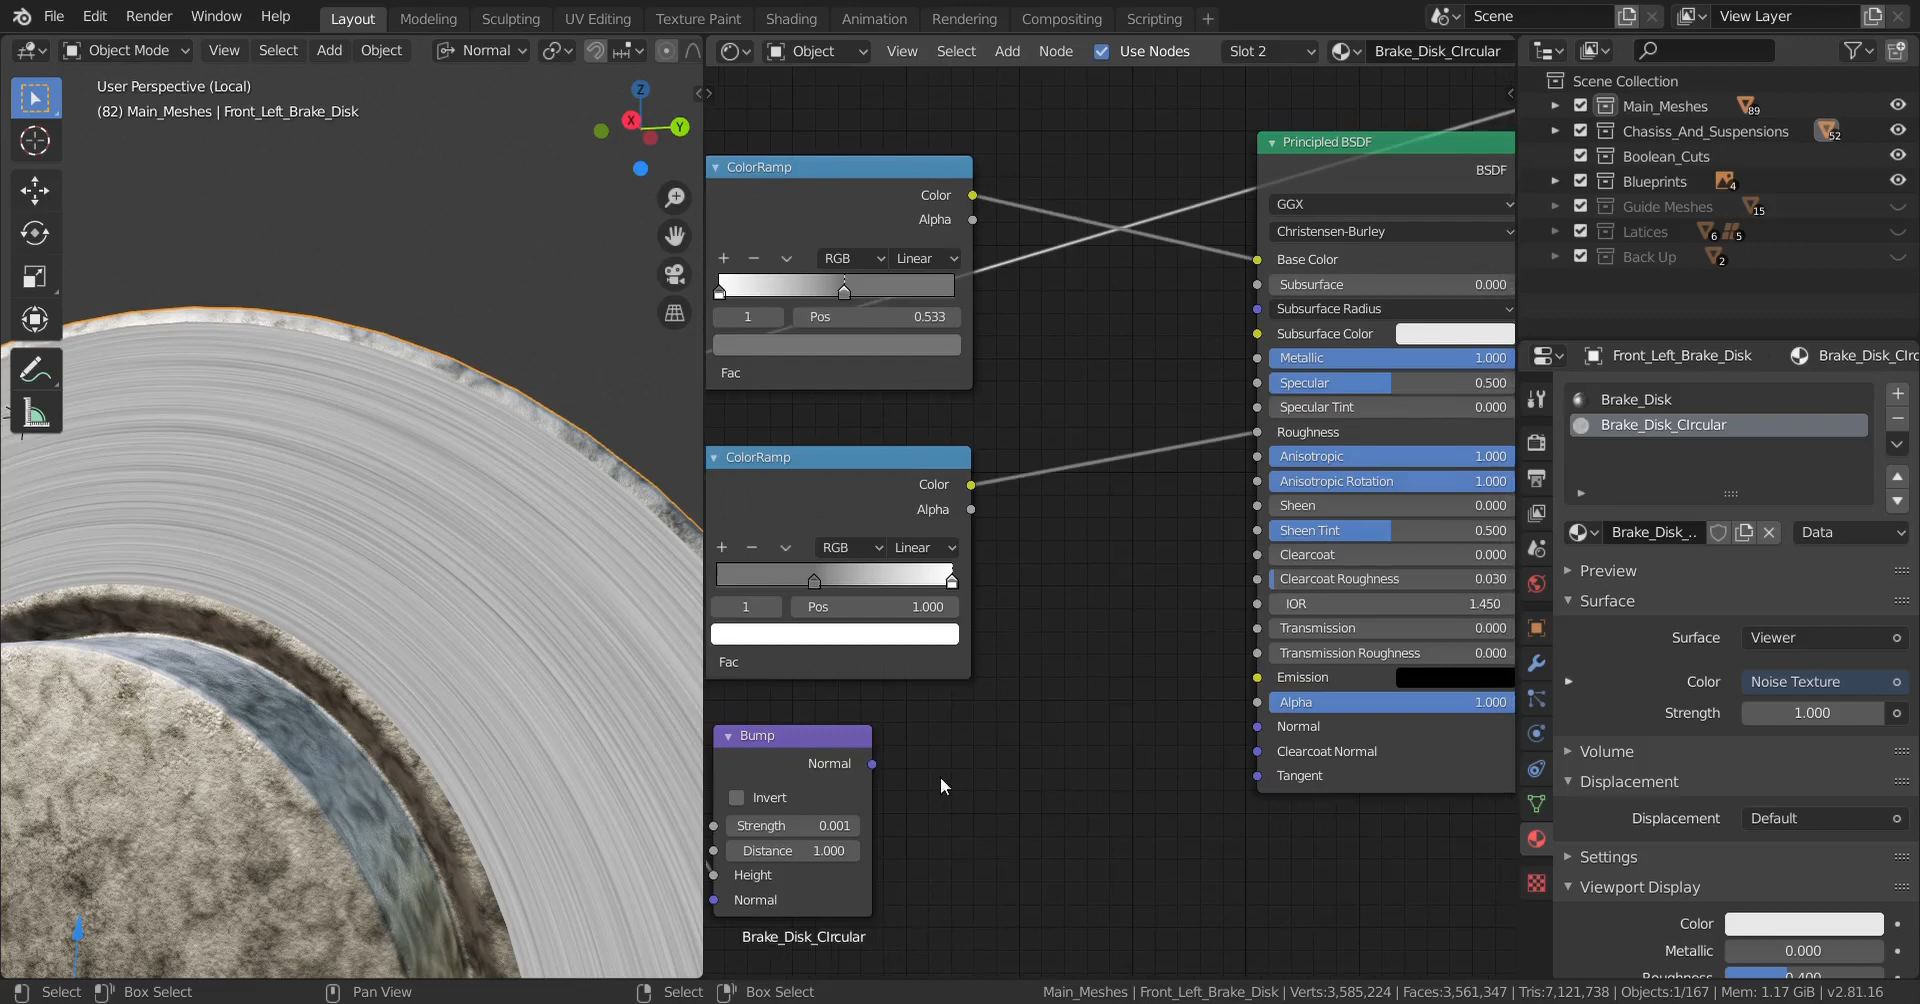 File Edit Render Window Help Layout Modeling Sculpting UV Editing Texture Paint Shading Animation Rendering Compositing Scripting + Scene View Layer
Object Mode View Select Add Object Normal
Object View Select Add Node Use Nodes Slot 2 Brake_Disk_CIrcular
User Perspective (Local)
(82) Main_Meshes | Front_Left_Brake_Disk
Z
X
Y
ColorRamp
Color
Alpha
RGB Linear
1 Pos 0.533
Fac
ColorRamp
Color
Alpha
RGB Linear
1 Pos 1.000
Fac
Bump
Normal
Invert
Strength 0.001
Distance 1.000
Height
Normal
Brake_Disk_CIrcular
Principled BSDF
BSDF
GGX
Christensen-Burley
Base Color
Subsurface 0.000
Subsurface Radius
Subsurface Color
Metallic 1.000
Specular 0.500
Specular Tint 0.000
Roughness
Anisotropic 1.000
Anisotropic Rotation 1.000
Sheen 0.000
Sheen Tint 0.500
Clearcoat 0.000
Clearcoat Roughness 0.030
IOR 1.450
Transmission 0.000
Transmission Roughness 0.000
Emission
Alpha 1.000
Normal
Clearcoat Normal
Tangent
Scene Collection
Main_Meshes 89
Chasiss_And_Suspensions 52
Boolean_Cuts
Blueprints 4
Guide Meshes 15
Latices 6 5
Back Up 2
Front_Left_Brake_Disk Brake_Disk_CIrc
Brake_Disk
Brake_Disk_CIrcular
Brake_Disk_.. Data
Preview
Surface
Surface Viewer
Color Noise Texture
Strength 1.000
Volume
Displacement
Displacement Default
Settings
Viewport Display
Color
Metallic 0.000
Roughness 0.400
Select Box Select Pan View Select Box Select Main_Meshes | Front_Left_Brake_Disk | Verts:3,585,224 | Faces:3,561,347 | Tris:7,121,738 | Objects:1/167 | Mem: 1.17 GiB | v2.81.16